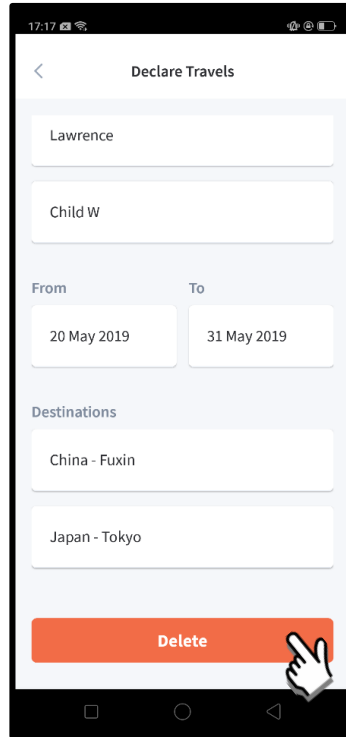 17:17
Declare Travels
Lawrence
Child W
From
To
20 May 2019
31 May 2019
Destinations
China - Fuxin
Japan - Tokyo
Delete